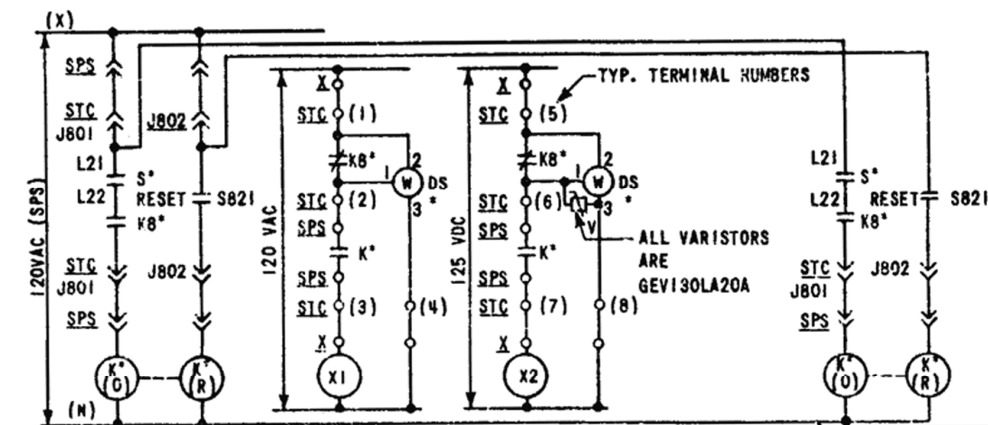 (X)
SPS
STC
J801
J802
L21
S*
L22
RESET
S821
K8*
STC
J801
J802
SPS
K*
(O)
K*
(R)
(N)
120VAC (SPS)
120 VAC
X
STC
(1)
K8*
2
1
W
DS
*
3
STC
(2)
SPS
K*
SPS
STC
(3)
(4)
X
X1
125 VDC
X
TYP. TERMINAL NUMBERS
STC
(5)
K8*
2
1
W
DS
*
3
STC
(6)
V
SPS
K*
ALL VARISTORS
ARE
GEV130LA20A
SPS
STC
(7)
(8)
X
X2
L21
S*
L22
RESET
S821
K8*
STC
J801
J802
SPS
K*
(O)
K*
(R)